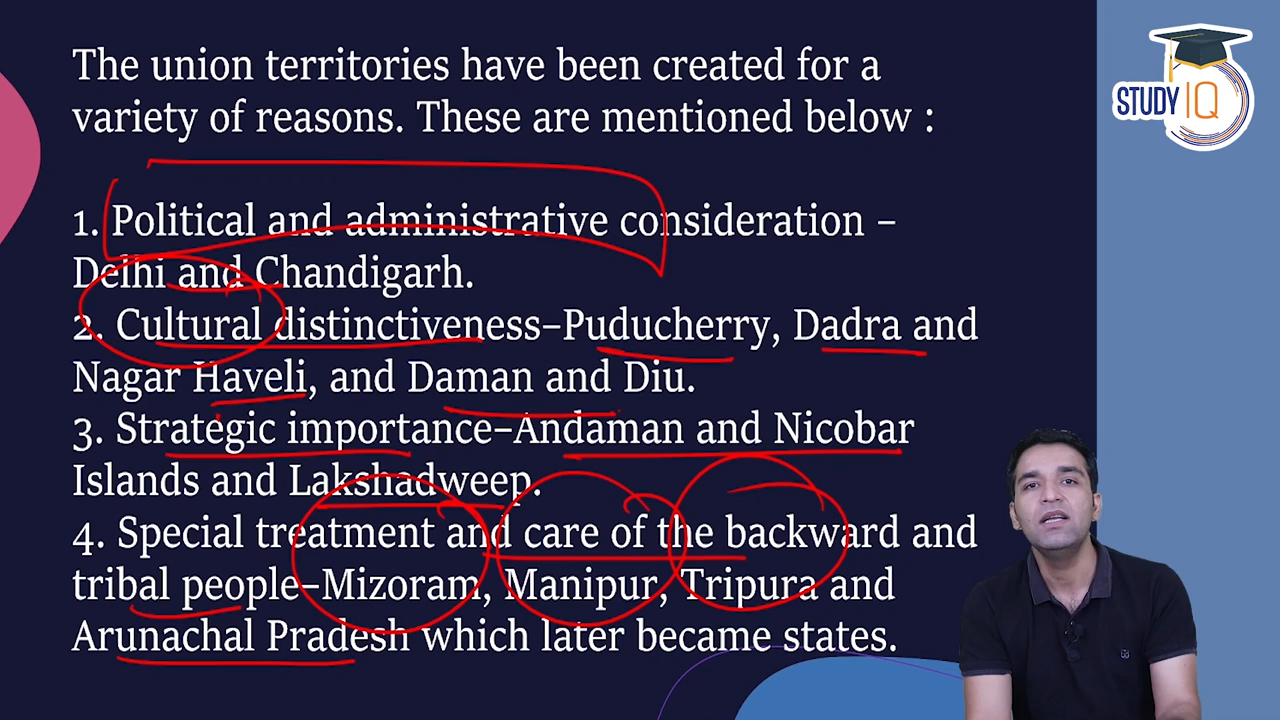 The union territories have been created for a
variety of reasons. These are mentioned below :
1. Political and administrative consideration –
Delhi and Chandigarh.
2. Cultural distinctiveness–Puducherry, Dadra and
Nagar Haveli, and Daman and Diu.
3. Strategic importance–Andaman and Nicobar
Islands and Lakshadweep.
4. Special treatment and care of the backward and
tribal people–Mizoram, Manipur, Tripura and
Arunachal Pradesh which later became states.
STUDY IQ